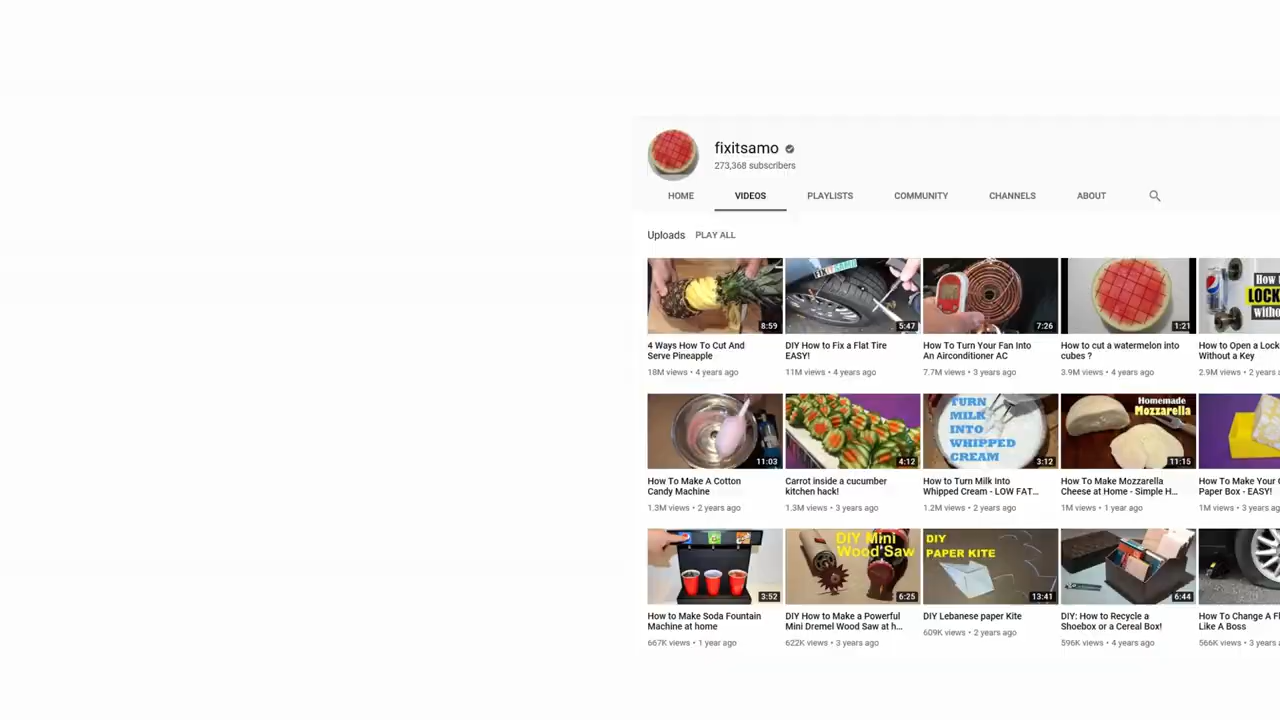 fixitsamo
273,368 subscribers
HOME VIDEOS PLAYLISTS COMMUNITY CHANNELS ABOUT
Uploads PLAY ALL
FIXITSAMO
How t
LOCK
witho
8:59 5:47 7:26 1:21
4 Ways How To Cut And
Serve Pineapple
18M views • 4 years ago
DIY How to Fix a Flat Tire
EASY!
11M views • 4 years ago
How To Turn Your Fan Into
An Airconditioner AC
7.7M views • 3 years ago
How to cut a watermelon into
cubes ?
3.9M views • 4 years ago
How to Open a Lock
Without a Key
2.9M views • 2 years a
TURN
MILK
INTO
WHIPPED
CREAM
Homemade
Mozzarella
11:03 4:12 3:12 11:15
How To Make A Cotton
Candy Machine
1.3M views • 2 years ago
Carrot inside a cucumber
kitchen hack!
1.3M views • 3 years ago
How to Turn Milk Into
Whipped Cream - LOW FAT...
1.2M views • 2 years ago
How To Make Mozzarella
Cheese at Home - Simple H...
1M views • 1 year ago
How To Make Your
Paper Box - EASY!
1M views • 3 years ag
DIY Mini
Wood Saw
DIY
PAPER KITE
3:52 6:25 13:41 6:44
How to Make Soda Fountain
Machine at home
667K views • 1 year ago
DIY How to Make a Powerful
Mini Dremel Wood Saw at h...
622K views • 3 years ago
DIY Lebanese paper Kite
609K views • 2 years ago
DIY: How to Recycle a
Shoebox or a Cereal Box!
596K views • 4 years ago
How To Change A F
Like A Boss
566K views • 3 years